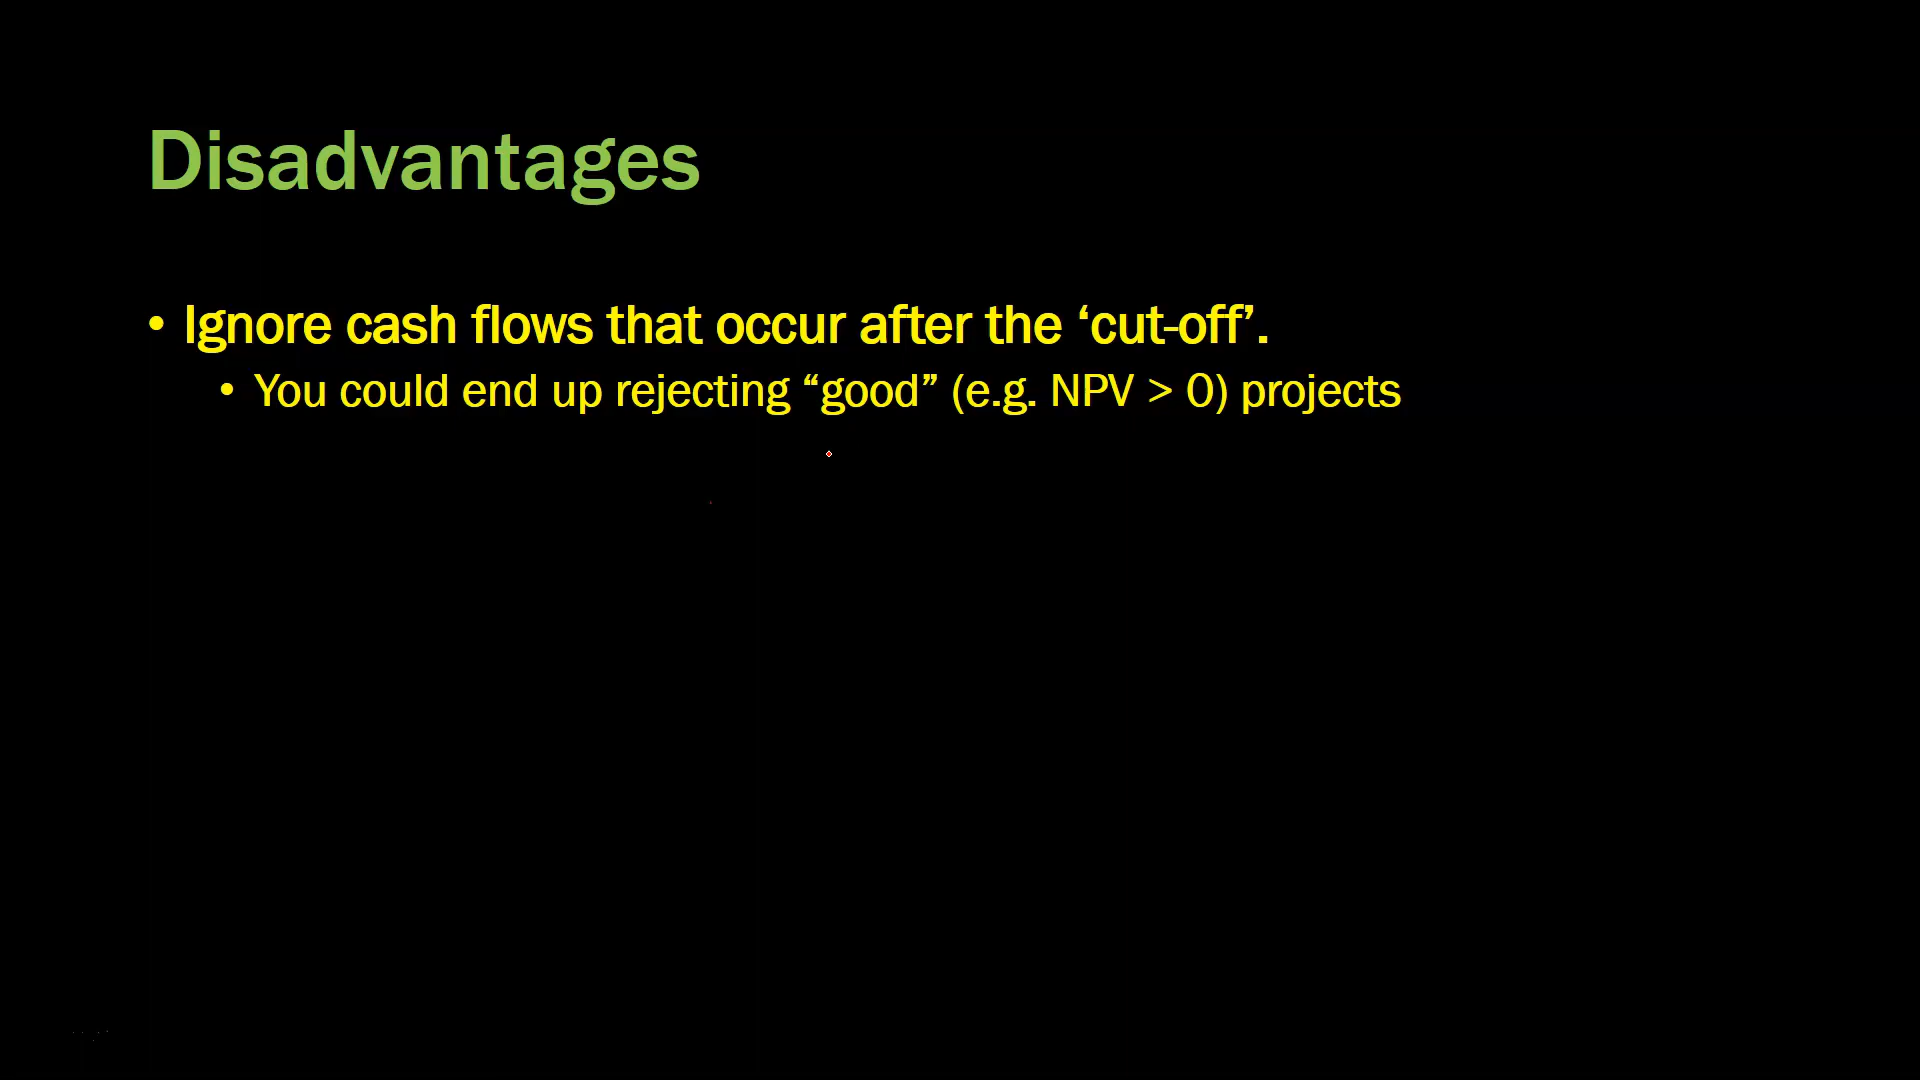 Disadvantages
• Ignore cash flows that occur after the ‘cut-off’.
• You could end up rejecting “good” (e.g. NPV > 0) projects